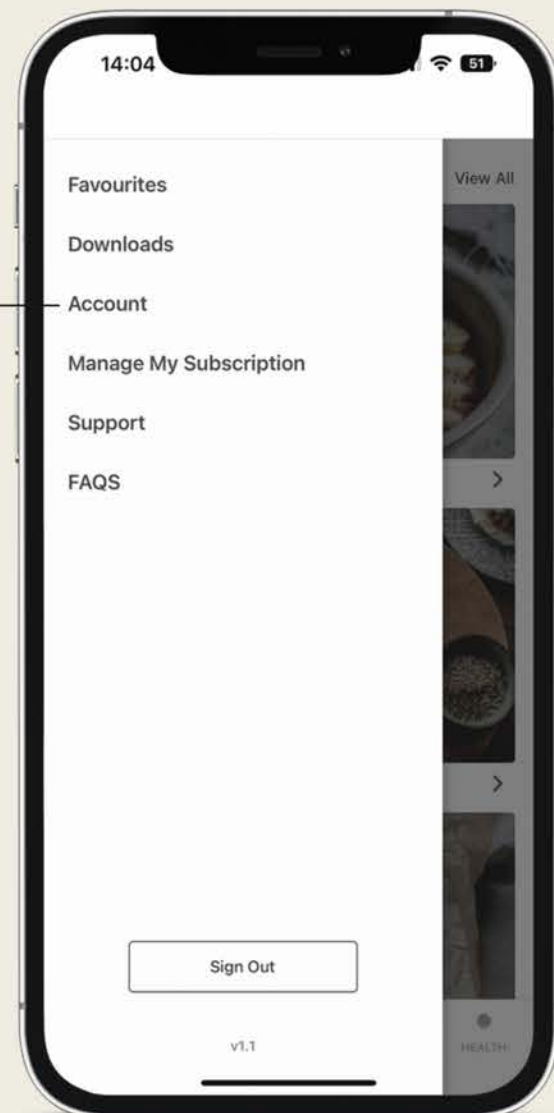 14:04
51
View All
Favourites
Downloads
Account
Manage My Subscription
Support
FAQS
Sign Out
v1.1
HEALTH